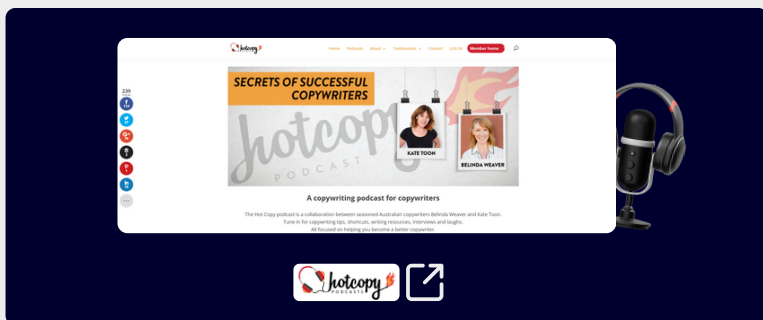 hotcopy
Home Podcasts About Testimonials Contact LOG IN Member home
239
SECRETS OF SUCCESSFUL
COPYWRITERS
hotcopy
PODCAST
KATE TOON
BELINDA WEAVER
A copywriting podcast for copywriters
The Hot Copy podcast is a collaboration between seasoned Australian copywriters Belinda Weaver and Kate Toon.
Tune in for copywriting tips, shortcuts, writing resources, interviews and laughs.
All focused on helping you become a better copywriter.
hotcopy
PODCASTS